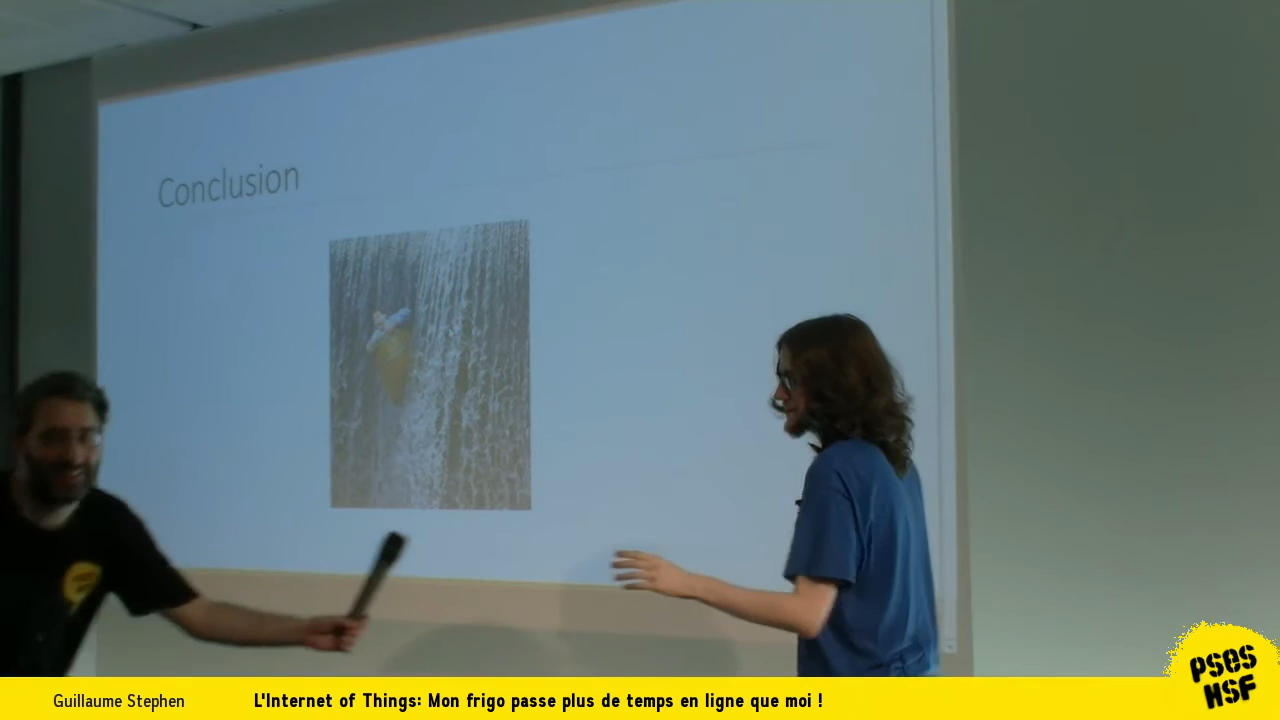 Conclusion
PSES
HSF
Guillaume Stephen
L'Internet of Things: Mon frigo passe plus de temps en ligne que moi !